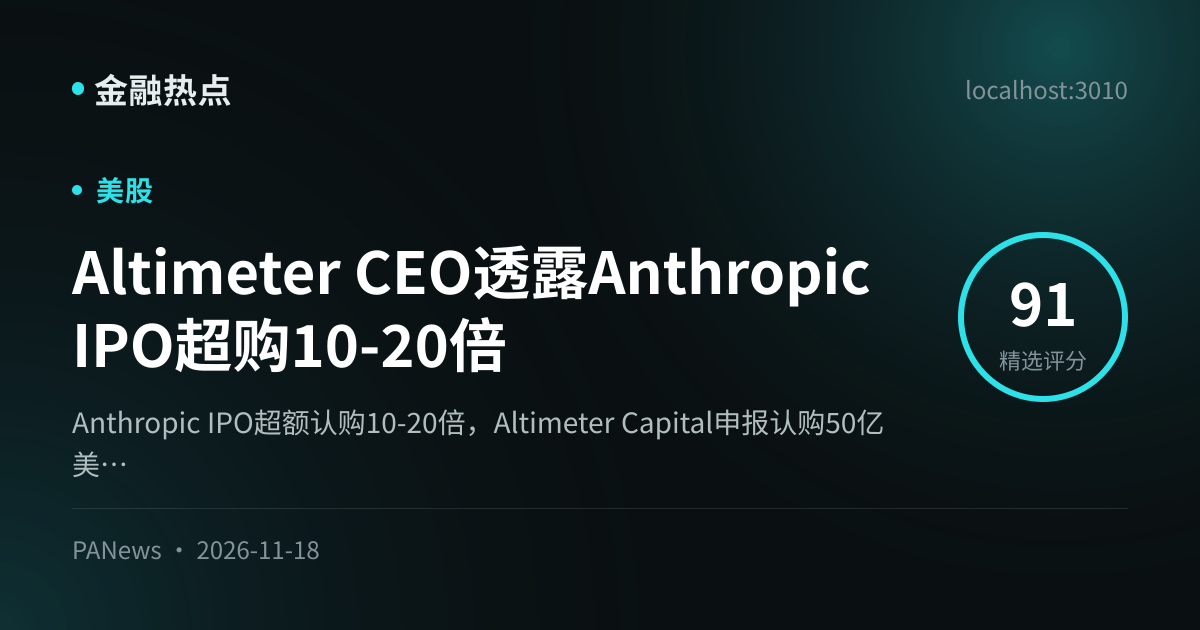 金融热点
localhost:3010
美股
Altimeter CEO透露Anthropic
IPO超购10-20倍
91
精选评分
Anthropic IPO超额认购10-20倍，Altimeter Capital申报认购50亿
美…
PANews • 2026-11-18